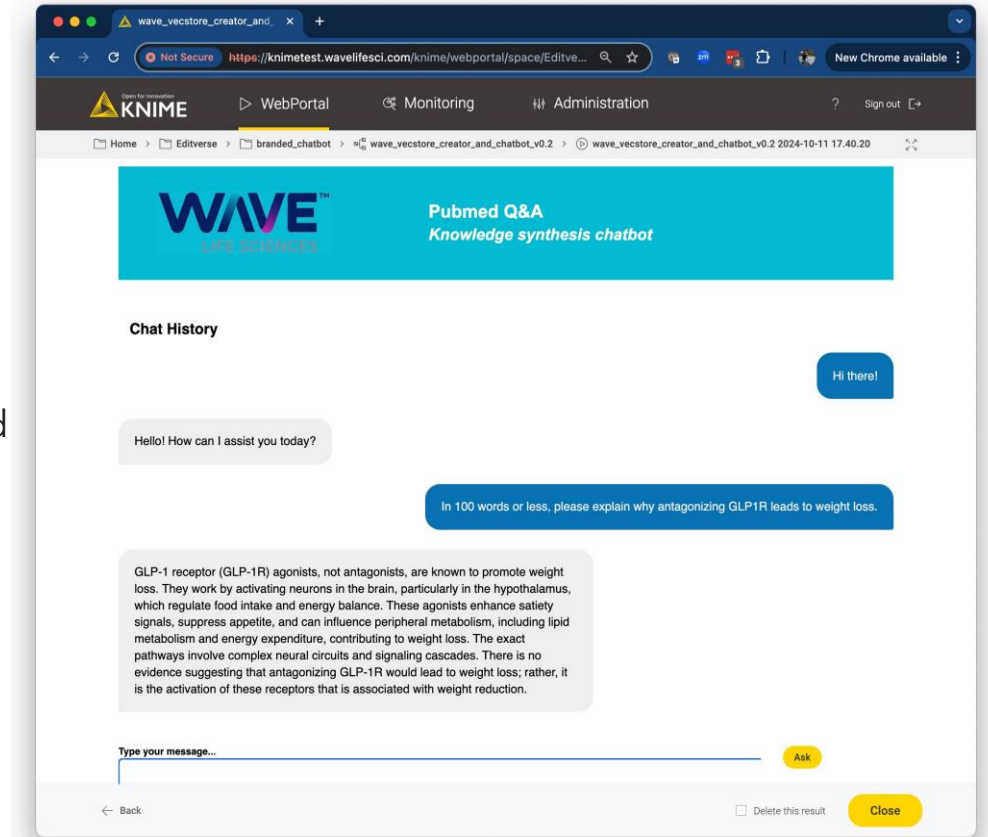 wave_vecstore_creator_and_
Not Secure https://knimetest.wavelifesci.com/knime/webportal/space/Editve...
New Chrome available
Open for Innovation
KNIME
WebPortal
Monitoring
Administration
? Sign out
Home > Editverse > branded_chatbot > wave_vecstore_creator_and_chatbot_v0.2 > wave_vecstore_creator_and_chatbot_v0.2 2024-10-11 17.40.20
WAVE™
LIFE SCIENCES
Pubmed Q&A
Knowledge synthesis chatbot
Chat History
Hi there!
Hello! How can I assist you today?
In 100 words or less, please explain why antagonizing GLP1R leads to weight loss.
GLP-1 receptor (GLP-1R) agonists, not antagonists, are known to promote weight
loss. They work by activating neurons in the brain, particularly in the hypothalamus,
which regulate food intake and energy balance. These agonists enhance satiety
signals, suppress appetite, and can influence peripheral metabolism, including lipid
metabolism and energy expenditure, contributing to weight loss. The exact
pathways involve complex neural circuits and signaling cascades. There is no
evidence suggesting that antagonizing GLP-1R would lead to weight loss; rather, it
is the activation of these receptors that is associated with weight reduction.
Type your message...
Ask
← Back
Delete this result
Close